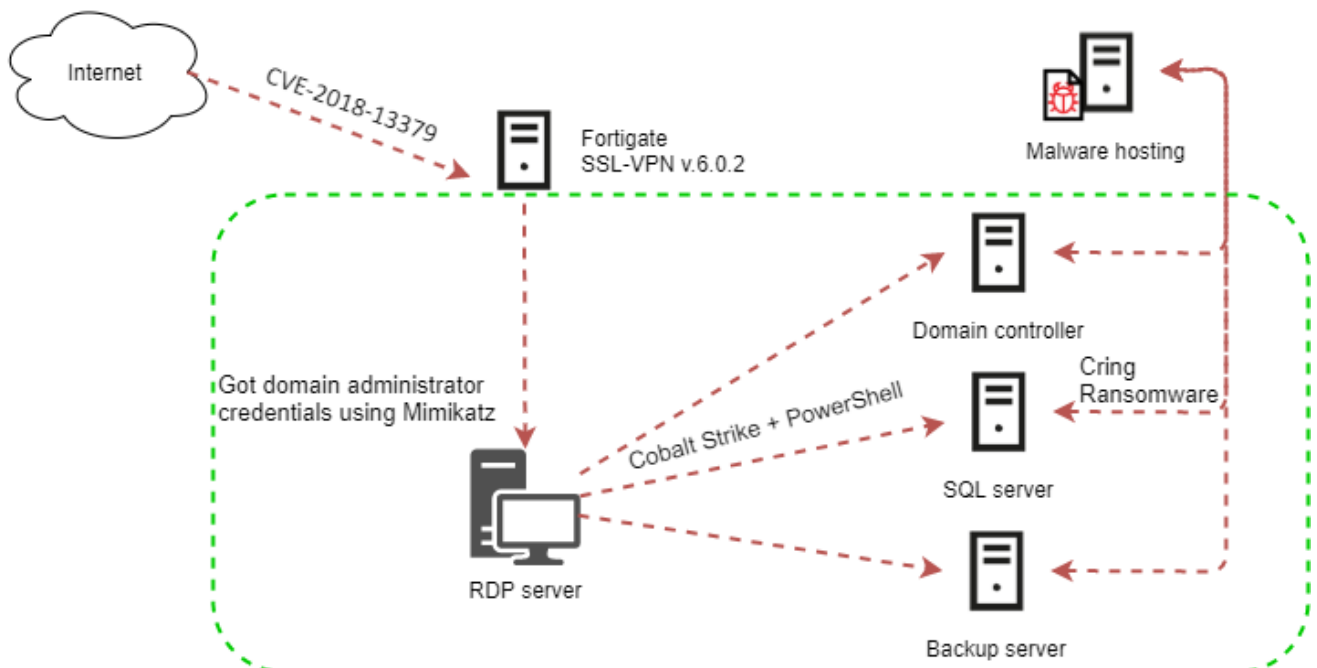 Internet
CVE-2018-13379
Fortigate
SSL-VPN v.6.0.2
Malware hosting
Domain controller
Got domain administrator
credentials using Mimikatz
Cobalt Strike + PowerShell
Cring
Ransomware
SQL server
RDP server
Backup server